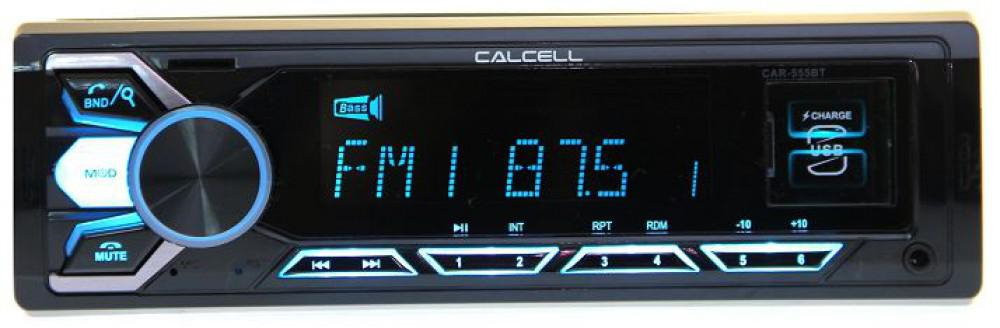 CALCELL
CAR-555BT
BND/
Bass
CHARGE
USB
MOD
FM1 87.5 1
MUTE
INT RPT RDM -10 +10
1 2 3 4 5 6